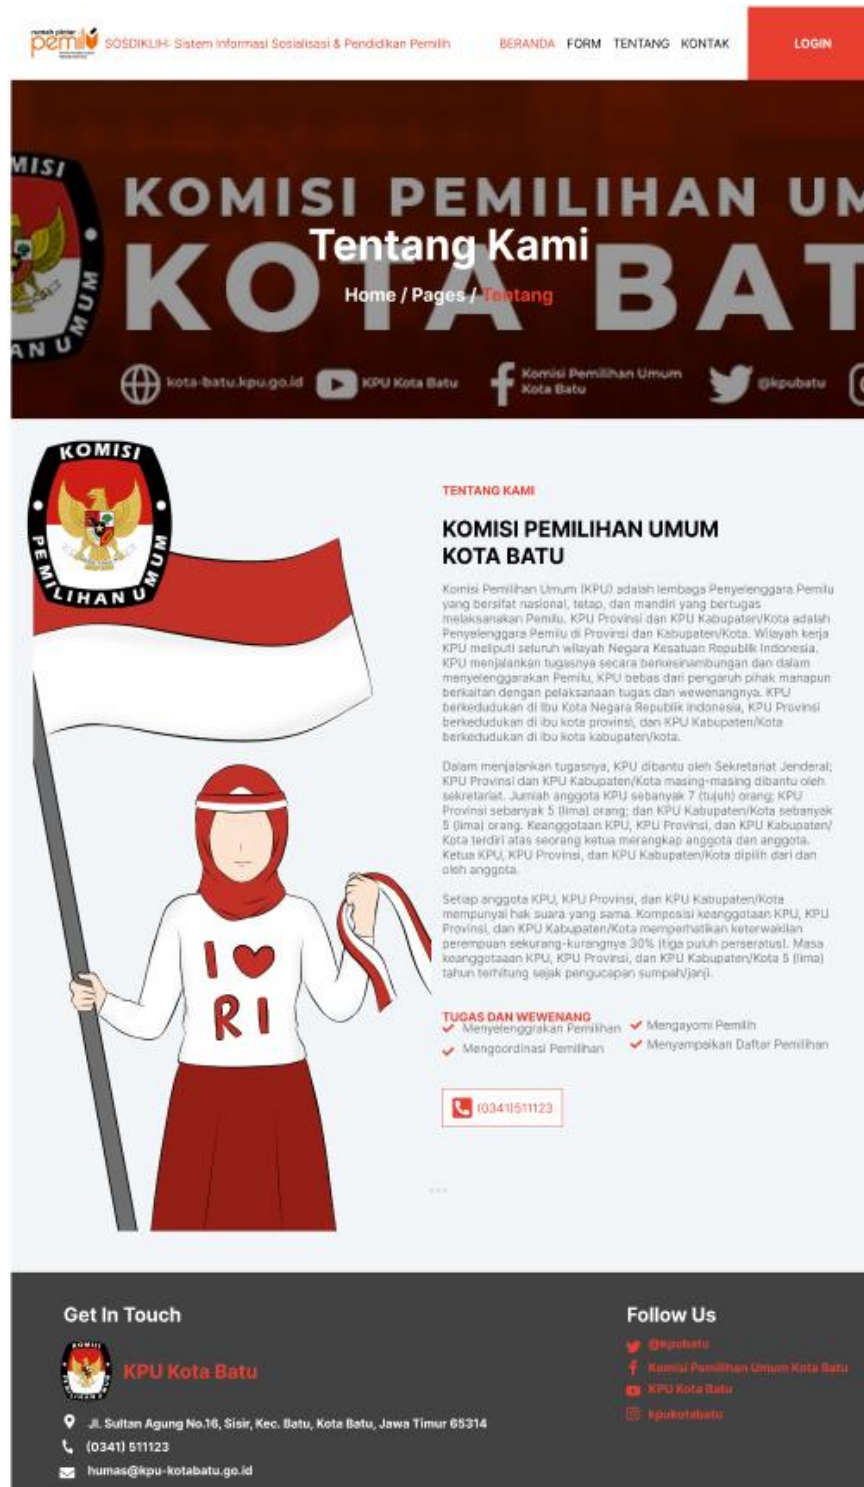 rumah pintar
pemilu
SOSDIKLIH: Sistem Informasi Sosialisasi & Pendidikan Pemilih
BERANDA FORM TENTANG KONTAK
LOGIN
MISI
AN UMUM
KOMISI PEMILIHAN UM
KOTA BAT
Tentang Kami
Home / Pages / Tentang
kota-batu.kpu.go.id
KPU Kota Batu
Komisi Pemilihan Umum
Kota Batu
@kpubatu
KOMISI
PEMILIHAN UMUM
I ❤
RI
TENTANG KAMI
KOMISI PEMILIHAN UMUM
KOTA BATU
Komisi Pemilihan Umum (KPU) adalah lembaga Penyelenggara Pemilu
yang bersifat nasional, tetap, dan mandiri yang bertugas
melaksanakan Pemilu. KPU Provinsi dan KPU Kabupaten/Kota adalah
Penyelenggara Pemilu di Provinsi dan Kabupaten/Kota. Wilayah kerja
KPU meliputi seluruh wilayah Negara Kesatuan Republik Indonesia.
KPU menjalankan tugasnya secara berkesinambungan dan dalam
menyelenggarakan Pemilu, KPU bebas dari pengaruh pihak manapun
berkaitan dengan pelaksanaan tugas dan wewenangnya. KPU
berkedudukan di Ibu Kota Negara Republik Indonesia, KPU Provinsi
berkedudukan di ibu kota provinsi, dan KPU Kabupaten/Kota
berkedudukan di ibu kota kabupaten/kota.
Dalam menjalankan tugasnya, KPU dibantu oleh Sekretariat Jenderal;
KPU Provinsi dan KPU Kabupaten/Kota masing-masing dibantu oleh
sekretariat. Jumlah anggota KPU sebanyak 7 (tujuh) orang; KPU
Provinsi sebanyak 5 (lima) orang; dan KPU Kabupaten/Kota sebanyak
5 (lima) orang. Keanggotaan KPU, KPU Provinsi, dan KPU Kabupaten/
Kota terdiri atas seorang ketua merangkap anggota dan anggota.
Ketua KPU, KPU Provinsi, dan KPU Kabupaten/Kota dipilih dari dan
oleh anggota.
Setiap anggota KPU, KPU Provinsi, dan KPU Kabupaten/Kota
mempunyai hak suara yang sama. Komposisi keanggotaan KPU, KPU
Provinsi, dan KPU Kabupaten/Kota memperhatikan keterwakilan
perempuan sekurang-kurangnya 30% (tiga puluh perseratus). Masa
keanggotaaan KPU, KPU Provinsi, dan KPU Kabupaten/Kota 5 (lima)
tahun terhitung sejak pengucapan sumpah/janji.
TUGAS DAN WEWENANG
Menyelenggrakan Pemilihan
Mengayomi Pemilih
Mengoordinasi Pemilihan
Menyampaikan Daftar Pemilihan
(0341)511123
Get In Touch
KPU Kota Batu
Jl. Sultan Agung No.16, Sisir, Kec. Batu, Kota Batu, Jawa Timur 65314
(0341) 511123
humas@kpu-kotabatu.go.id
Follow Us
@kpubatu
Komisi Pemilihan Umum Kota Batu
KPU Kota Batu
kpukotabatu